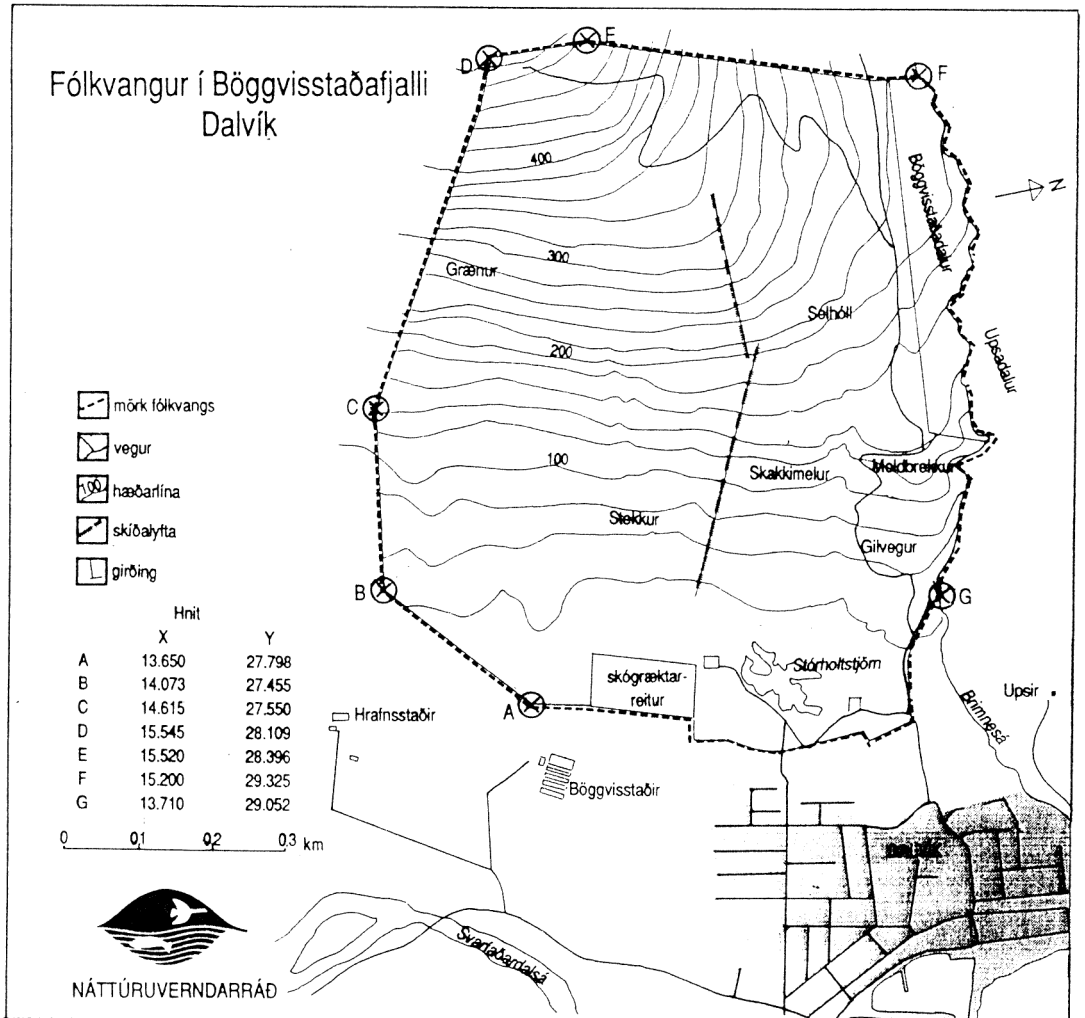 Fólkvangur í Böggvisstaðafjalli
Dalvík
D
E
F
N
400
Böggvisstaðadalur
300
Grænur
Selhóll
200
Upsadalur
C
mörk fólkvangs
vegur
100 hæðarlína
skíðalyfta
girðing
100
Skakkimelur
Moldbrekkur
Stekkur
Gilvegur
B
G
Hnit
X Y
A 13.650 27.798
B 14.073 27.455
C 14.615 27.550
D 15.545 28.109
E 15.520 28.396
F 15.200 29.325
G 13.710 29.052
0 0,1 0,2 0,3 km
skógræktar-
reitur
Stórholtstjörn
A
Hrafnsstaðir
Böggvisstaðir
Brimnesá
Upsir
DALVÍK
Svarfaðardalsá
NÁTTÚRUVERNDARRÁÐ